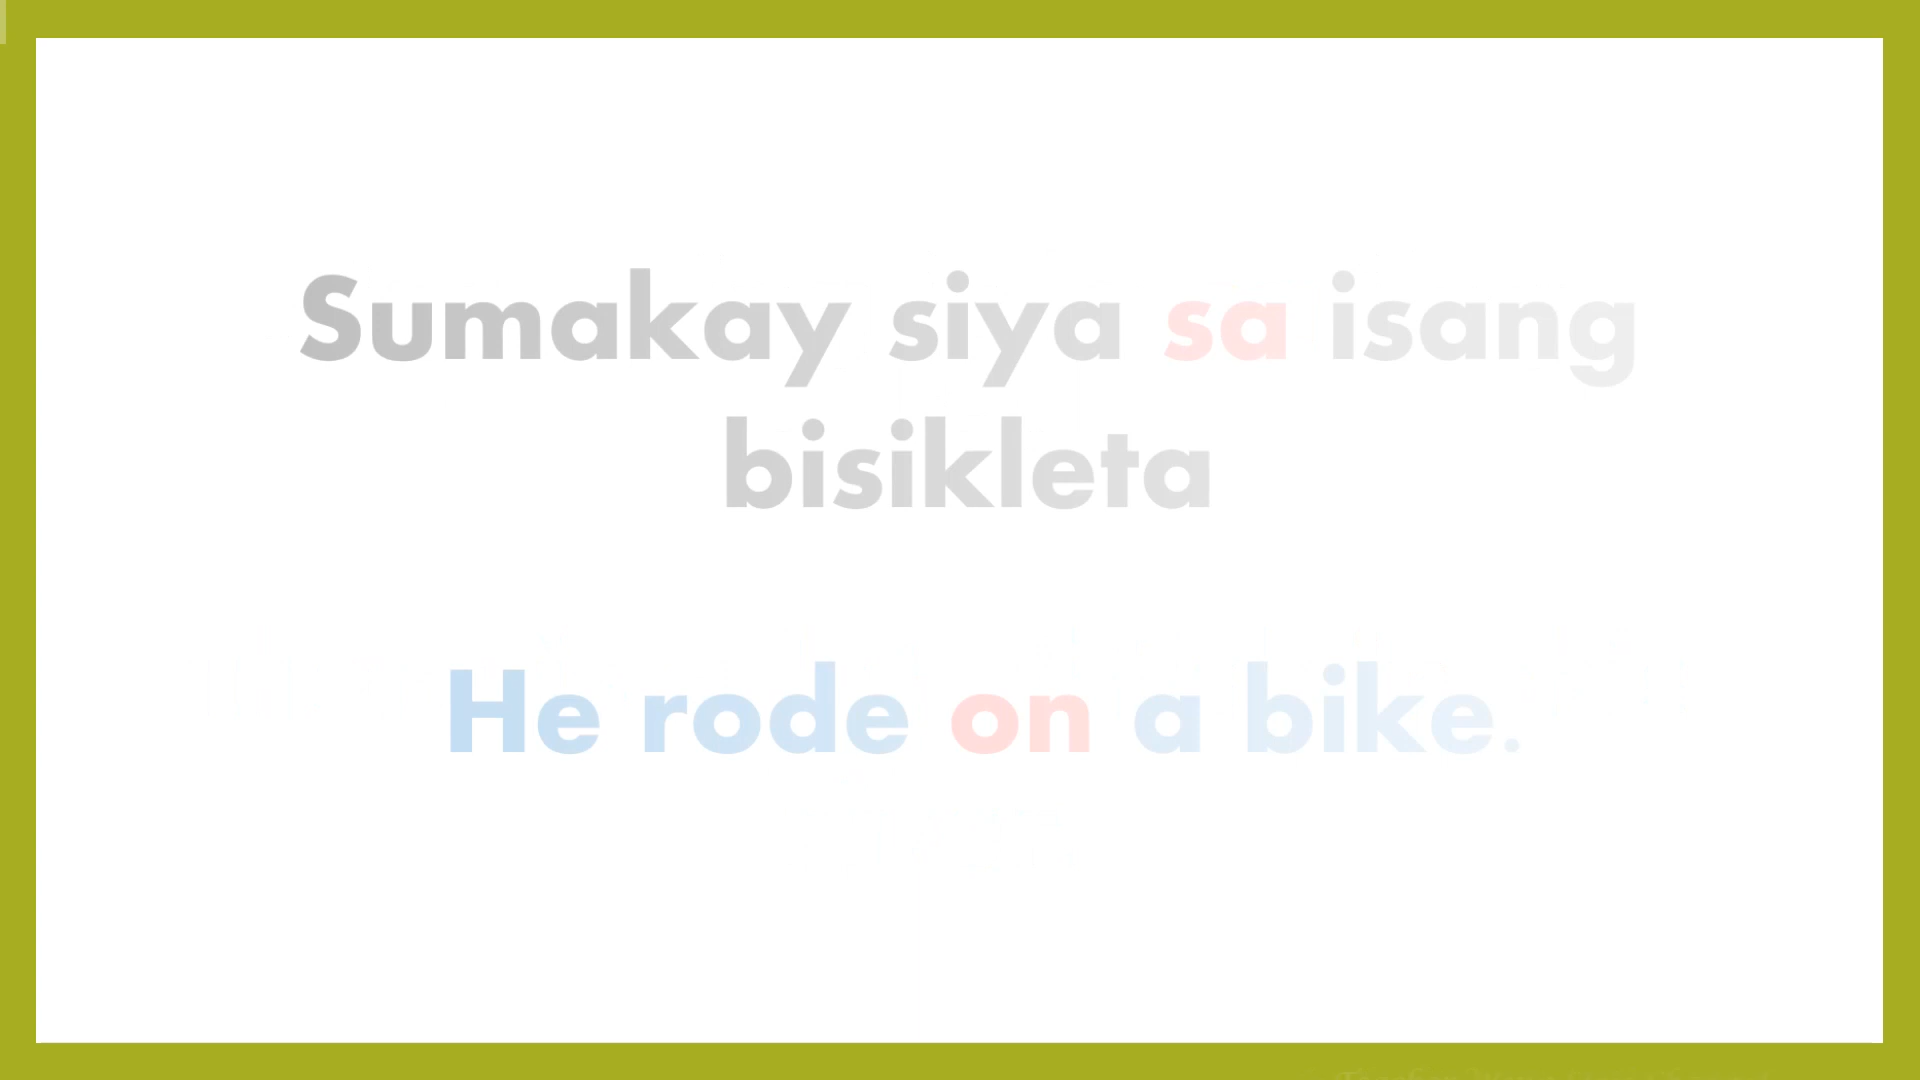 Sumakay siya sa isang
bisikleta
He rode on a bike.